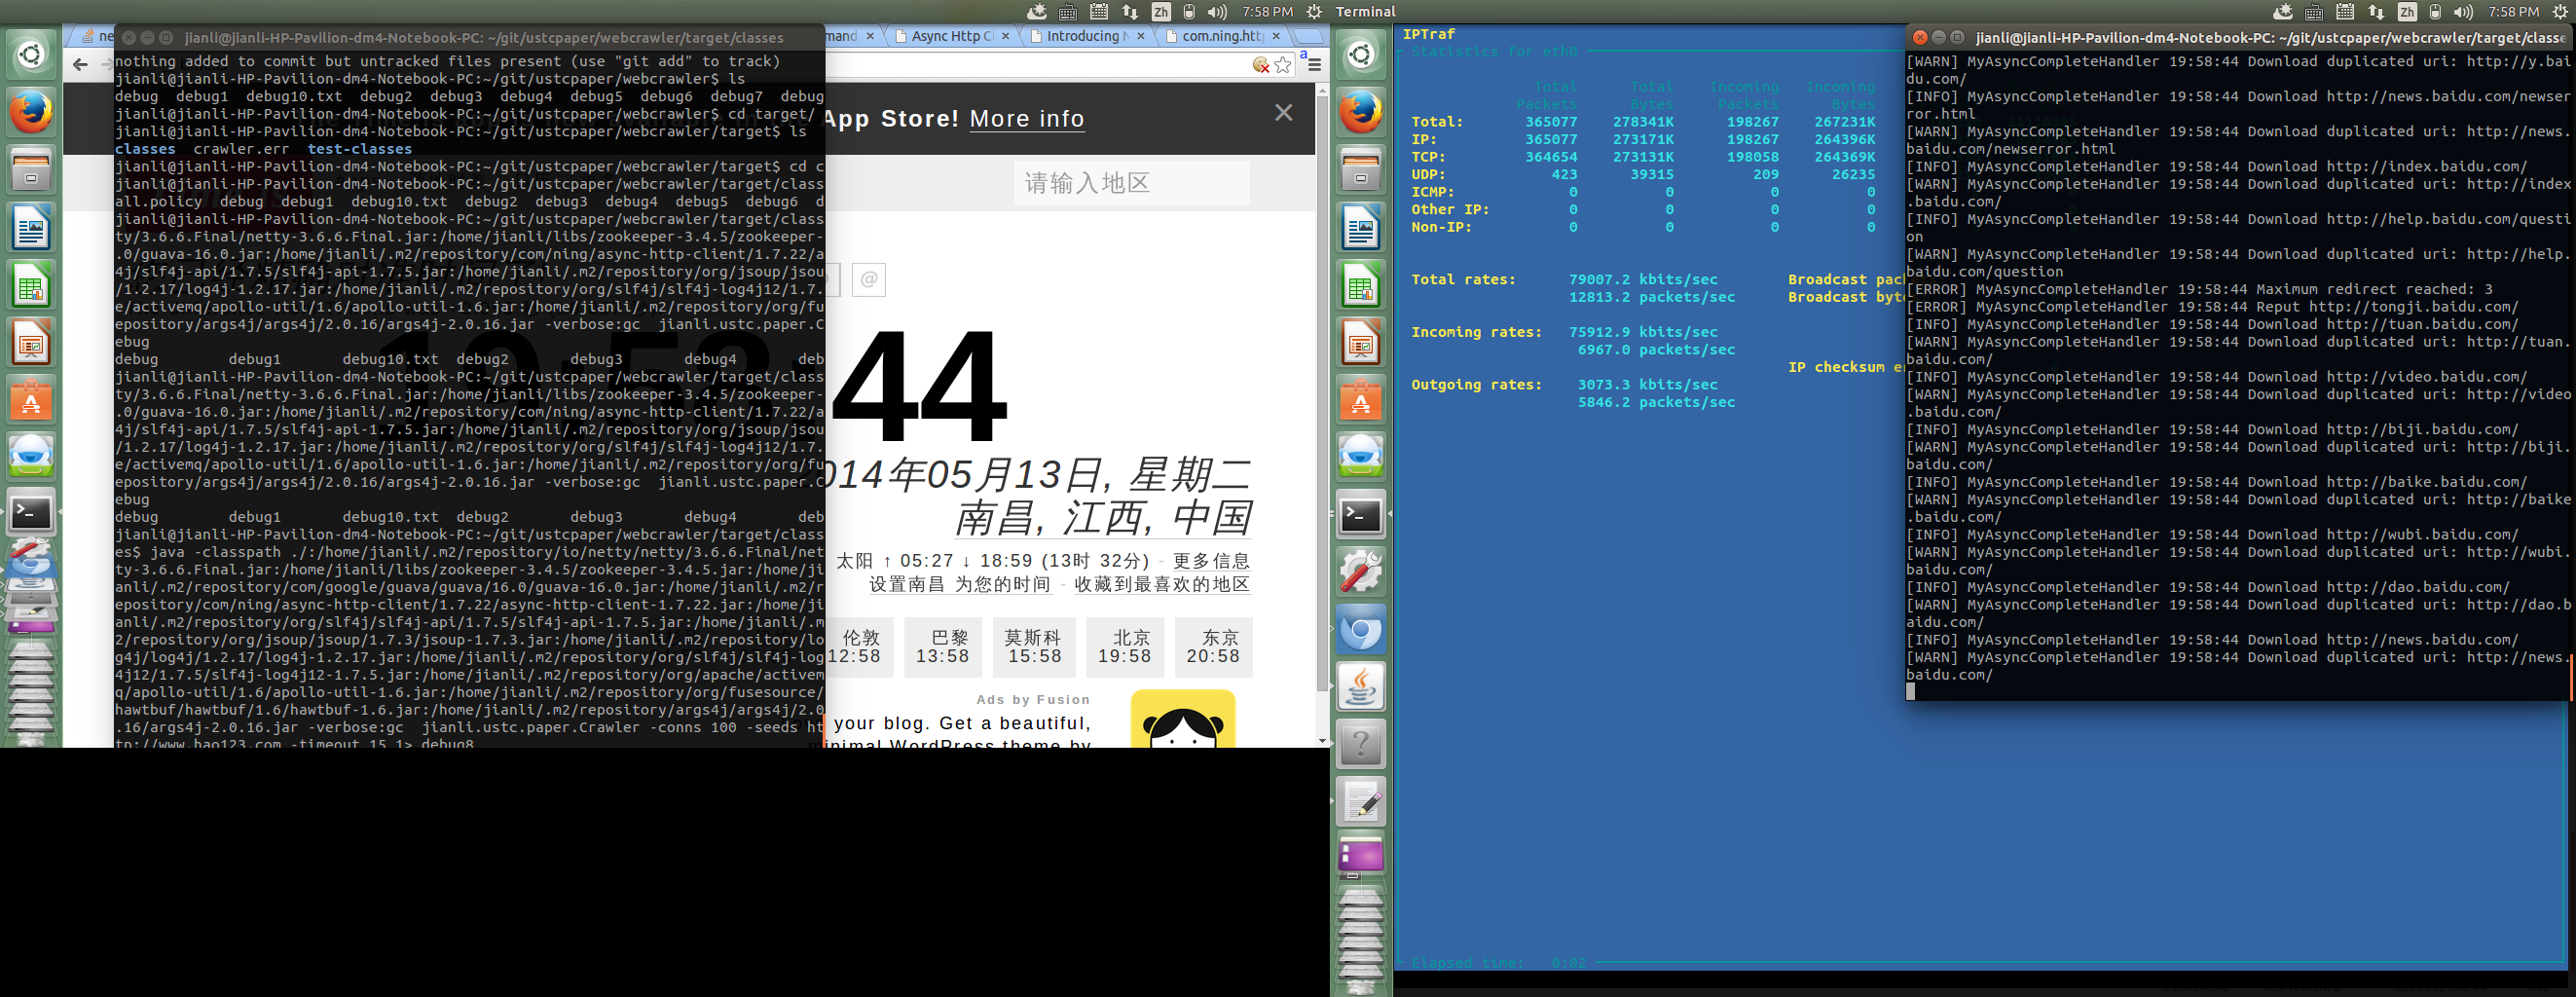 7:58 PM
Terminal
7:58 PM
jianli@jianli-HP-Pavilion-dm4-Notebook-PC: ~/git/ustcpaper/webcrawler/target/classes
ne
mand
Async Http Cl
Introducing N
com.ning.http
nothing added to commit but untracked files present (use "git add" to track)
jianli@jianli-HP-Pavilion-dm4-Notebook-PC:~/git/ustcpaper/webcrawler$ ls
debug  debug1  debug10.txt  debug2  debug3  debug4  debug5  debug6  debug7  debug
jianli@jianli-HP-Pavilion-dm4-Notebook-PC:~/git/ustcpaper/webcrawler$ cd target/
jianli@jianli-HP-Pavilion-dm4-Notebook-PC:~/git/ustcpaper/webcrawler/target$ ls
classes  crawler.err  test-classes
jianli@jianli-HP-Pavilion-dm4-Notebook-PC:~/git/ustcpaper/webcrawler/target$ cd c
jianli@jianli-HP-Pavilion-dm4-Notebook-PC:~/git/ustcpaper/webcrawler/target/class
all.policy  debug  debug1  debug10.txt  debug2  debug3  debug4  debug5  debug6  d
jianli@jianli-HP-Pavilion-dm4-Notebook-PC:~/git/ustcpaper/webcrawler/target/class
ty/3.6.6.Final/netty-3.6.6.Final.jar:/home/jianli/libs/zookeeper-3.4.5/zookeeper-
.0/guava-16.0.jar:/home/jianli/.m2/repository/com/ning/async-http-client/1.7.22/a
4j/slf4j-api/1.7.5/slf4j-api-1.7.5.jar:/home/jianli/.m2/repository/org/jsoup/jsou
/1.2.17/log4j-1.2.17.jar:/home/jianli/.m2/repository/org/slf4j/slf4j-log4j12/1.7.
e/activemq/apollo-util/1.6/apollo-util-1.6.jar:/home/jianli/.m2/repository/org/fu
epository/args4j/args4j/2.0.16/args4j-2.0.16.jar -verbose:gc  jianli.ustc.paper.C
ebug
debug  debug1  debug10.txt  debug2  debug3  debug4  deb
jianli@jianli-HP-Pavilion-dm4-Notebook-PC:~/git/ustcpaper/webcrawler/target/class
ty/3.6.6.Final/netty-3.6.6.Final.jar:/home/jianli/libs/zookeeper-3.4.5/zookeeper-
.0/guava-16.0.jar:/home/jianli/.m2/repository/com/ning/async-http-client/1.7.22/a
4j/slf4j-api/1.7.5/slf4j-api-1.7.5.jar:/home/jianli/.m2/repository/org/jsoup/jsou
/1.2.17/log4j-1.2.17.jar:/home/jianli/.m2/repository/org/slf4j/slf4j-log4j12/1.7.
e/activemq/apollo-util/1.6/apollo-util-1.6.jar:/home/jianli/.m2/repository/org/fu
epository/args4j/args4j/2.0.16/args4j-2.0.16.jar -verbose:gc  jianli.ustc.paper.C
ebug
debug  debug1  debug10.txt  debug2  debug3  debug4  deb
jianli@jianli-HP-Pavilion-dm4-Notebook-PC:~/git/ustcpaper/webcrawler/target/class
es$ java -classpath ./:/home/jianli/.m2/repository/io/netty/netty/3.6.6.Final/net
ty-3.6.6.Final.jar:/home/jianli/libs/zookeeper-3.4.5/zookeeper-3.4.5.jar:/home/ji
anli/.m2/repository/com/google/guava/guava/16.0/guava-16.0.jar:/home/jianli/.m2/r
epository/com/ning/async-http-client/1.7.22/async-http-client-1.7.22.jar:/home/ji
anli/.m2/repository/org/slf4j/slf4j-api/1.7.5/slf4j-api-1.7.5.jar:/home/jianli/.m
2/repository/org/jsoup/jsoup/1.7.3/jsoup-1.7.3.jar:/home/jianli/.m2/repository/lo
g4j/log4j/1.2.17/log4j-1.2.17.jar:/home/jianli/.m2/repository/org/slf4j/slf4j-log
4j12/1.7.5/slf4j-log4j12-1.7.5.jar:/home/jianli/.m2/repository/org/apache/activem
q/apollo-util/1.6/apollo-util-1.6.jar:/home/jianli/.m2/repository/org/fusesource/
hawtbuf/hawtbuf/1.6/hawtbuf-1.6.jar:/home/jianli/.m2/repository/args4j/args4j/2.0
.16/args4j-2.0.16.jar -verbose:gc  jianli.ustc.paper.Crawler -conns 100 -seeds ht
tp://www.hao123.com -timeout 15 1> debug8
App Store! More info
请输入地区
@
19:58:44
014年05月13日, 星期二
南昌, 江西, 中国
太阳 ↑ 05:27 ↓ 18:59 (13时 32分) - 更多信息
设置南昌 为您的时间 - 收藏到最喜欢的地区
伦敦 巴黎 莫斯科 北京 东京
12:58 13:58 15:58 19:58 20:58
Ads by Fusion
your blog. Get a beautiful,
minimal WordPress theme by
IPTraf
Statistics for eth0
Total  Total  Incoming  Incoming
Packets  Bytes  Packets  Bytes
Total:  365077  278341K  198267  267231K
IP:  365077  273171K  198267  264396K
TCP:  364654  273131K  198058  264369K
UDP:  423  39315  209  26235
ICMP:  0  0  0  0
Other IP:  0  0  0  0
Non-IP:  0  0  0  0
Total rates:  79007.2 kbits/sec  Broadcast pack
12813.2 packets/sec  Broadcast byte
Incoming rates:  75912.9 kbits/sec
6967.0 packets/sec
IP checksum er
Outgoing rates:  3073.3 kbits/sec
5846.2 packets/sec
Elapsed time:  0:02
jianli@jianli-HP-Pavilion-dm4-Notebook-PC: ~/git/ustcpaper/webcrawler/target/classe
[WARN] MyAsyncCompleteHandler 19:58:44 Download duplicated uri: http://y.bai
du.com/
[INFO] MyAsyncCompleteHandler 19:58:44 Download http://news.baidu.com/newser
ror.html
[WARN] MyAsyncCompleteHandler 19:58:44 Download duplicated uri: http://news.
baidu.com/newserror.html
[INFO] MyAsyncCompleteHandler 19:58:44 Download http://index.baidu.com/
[WARN] MyAsyncCompleteHandler 19:58:44 Download duplicated uri: http://index
.baidu.com/
[INFO] MyAsyncCompleteHandler 19:58:44 Download http://help.baidu.com/questi
on
[WARN] MyAsyncCompleteHandler 19:58:44 Download duplicated uri: http://help.
baidu.com/question
[ERROR] MyAsyncCompleteHandler 19:58:44 Maximum redirect reached: 3
[ERROR] MyAsyncCompleteHandler 19:58:44 Reput http://tongji.baidu.com/
[INFO] MyAsyncCompleteHandler 19:58:44 Download http://tuan.baidu.com/
[WARN] MyAsyncCompleteHandler 19:58:44 Download duplicated uri: http://tuan.
baidu.com/
[INFO] MyAsyncCompleteHandler 19:58:44 Download http://video.baidu.com/
[WARN] MyAsyncCompleteHandler 19:58:44 Download duplicated uri: http://video
.baidu.com/
[INFO] MyAsyncCompleteHandler 19:58:44 Download http://biji.baidu.com/
[WARN] MyAsyncCompleteHandler 19:58:44 Download duplicated uri: http://biji.
baidu.com/
[INFO] MyAsyncCompleteHandler 19:58:44 Download http://baike.baidu.com/
[WARN] MyAsyncCompleteHandler 19:58:44 Download duplicated uri: http://baike
.baidu.com/
[INFO] MyAsyncCompleteHandler 19:58:44 Download http://wubi.baidu.com/
[WARN] MyAsyncCompleteHandler 19:58:44 Download duplicated uri: http://wubi.
baidu.com/
[INFO] MyAsyncCompleteHandler 19:58:44 Download http://dao.baidu.com/
[WARN] MyAsyncCompleteHandler 19:58:44 Download duplicated uri: http://dao.b
aidu.com/
[INFO] MyAsyncCompleteHandler 19:58:44 Download http://news.baidu.com/
[WARN] MyAsyncCompleteHandler 19:58:44 Download duplicated uri: http://news.
baidu.com/